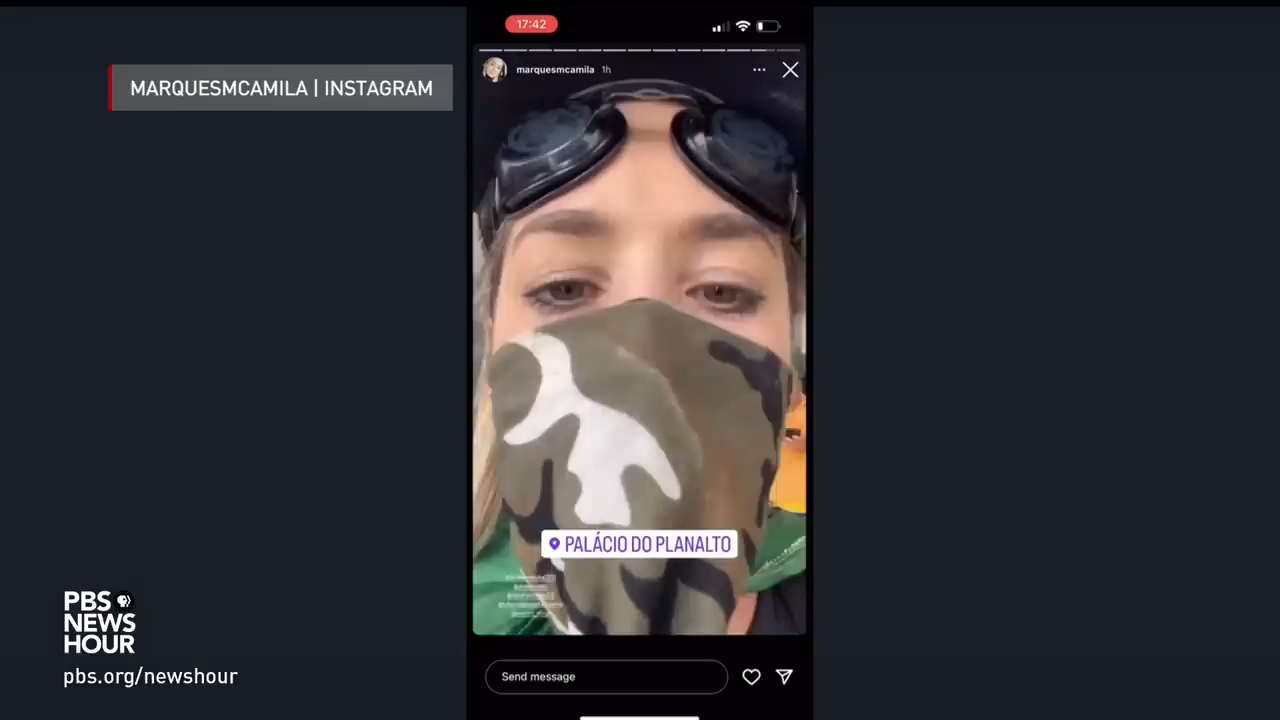 17:42
MARQUESMCAMILA | INSTAGRAM
marquesmcamila 1h
PALÁCIO DO PLANALTO
Send message
PBS
NEWS
HOUR
pbs.org/newshour